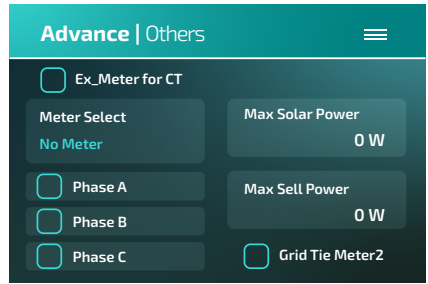 Advance | Others
Ex_Meter for CT
Meter Select
No Meter
Max Solar Power
0 W
Phase A
Phase B
Phase C
Max Sell Power
0 W
Grid Tie Meter2